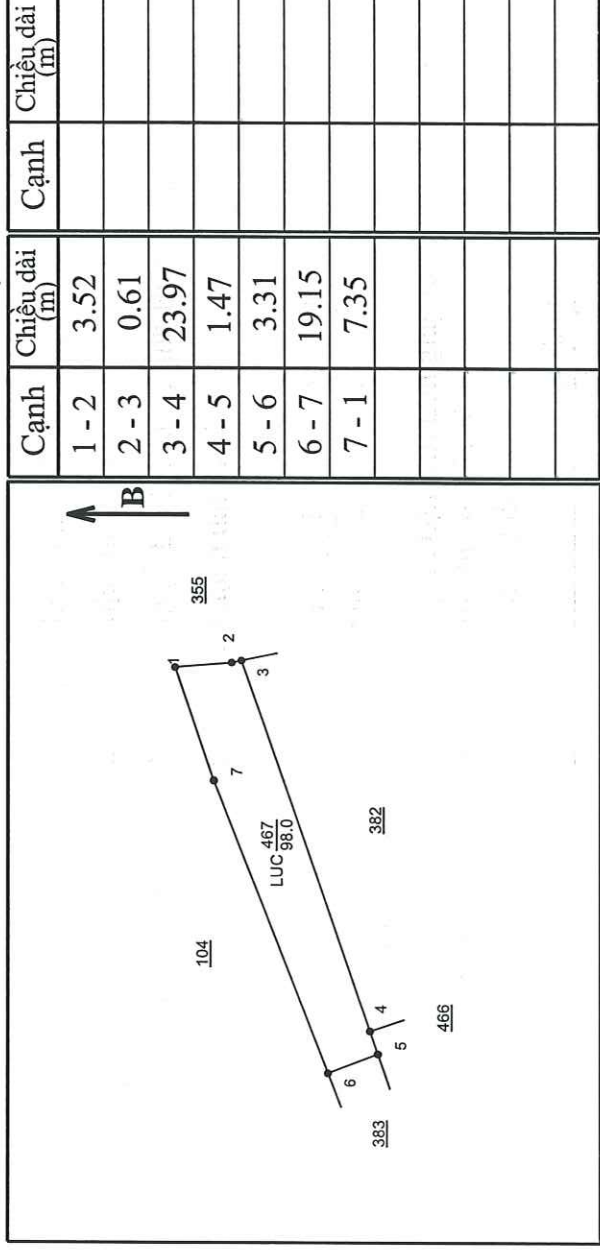 Cạnh Chiều dài (m) Cạnh Chiều dài (m)
1 - 2 3.52
2 - 3 0.61
3 - 4 23.97
4 - 5 1.47
5 - 6 3.31
6 - 7 19.15
7 - 1 7.35
B
355
1
2
3
7
LUC 467
98.0
104
382
4
5
6
466
383